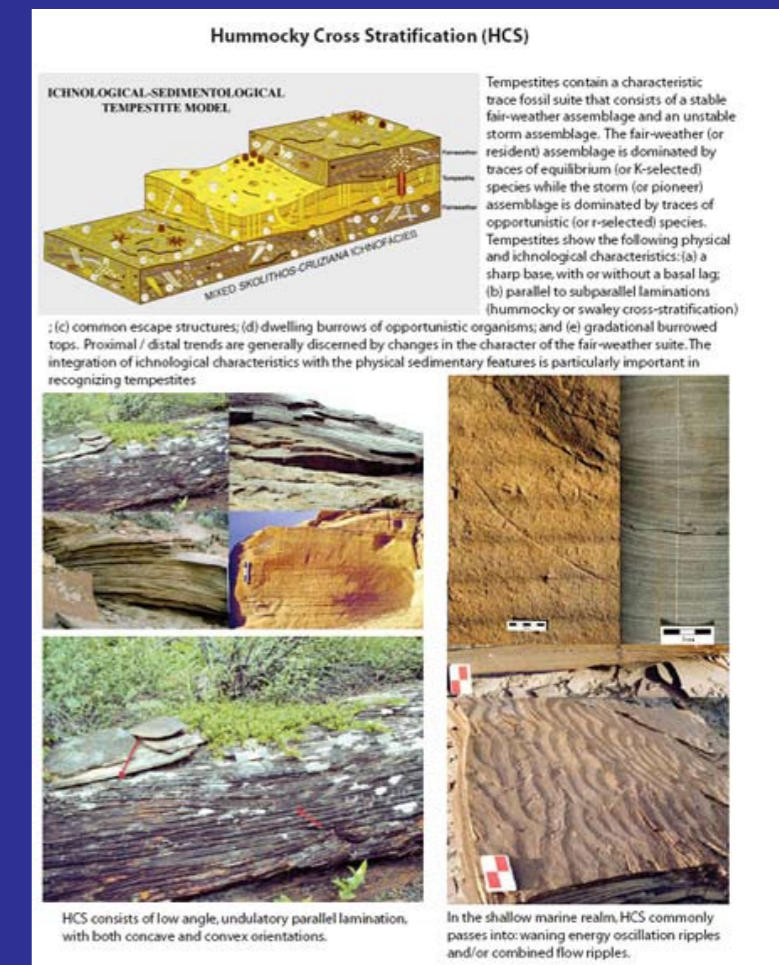 Hummocky Cross Stratification (HCS)
ICHNOLOGICAL-SEDIMENTOLOGICAL
TEMPESTITE MODEL
Fairweather
Tempestite
Fairweather
MIXED SKOLITHOS-CRUZIANA ICHNOFACIES
Tempestites contain a characteristic
trace fossil suite that consists of a stable
fair-weather assemblage and an unstable
storm assemblage. The fair-weather (or
resident) assemblage is dominated by
traces of equilibrium (or K-selected)
species while the storm (or pioneer)
assemblage is dominated by traces of
opportunistic (or r-selected) species.
Tempestites show the following physical
and ichnological characteristics: (a) a
sharp base, with or without a basal lag;
(b) parallel to subparallel laminations
(hummocky or swaley cross-stratification)
; (c) common escape structures; (d) dwelling burrows of opportunistic organisms; and (e) gradational burrowed
tops. Proximal / distal trends are generally discerned by changes in the character of the fair-weather suite. The
integration of ichnological characteristics with the physical sedimentary features is particularly important in
recognizing tempestites
HCS consists of low angle, undulatory parallel lamination,
with both concave and convex orientations.
In the shallow marine realm, HCS commonly
passes into: waning energy oscillation ripples
and/or combined flow ripples.